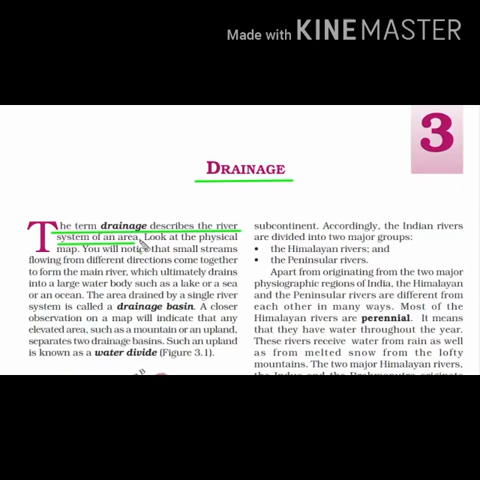 Made with KINEMASTER
3
DRAINAGE
The term drainage describes the river
system of an area. Look at the physical
map. You will notice that small streams
flowing from different directions come together
to form the main river, which ultimately drains
into a large water body such as a lake or a sea
or an ocean. The area drained by a single river
system is called a drainage basin. A closer
observation on a map will indicate that any
elevated area, such as a mountain or an upland,
separates two drainage basins. Such an upland
is known as a water divide (Figure 3.1).
subcontinent. Accordingly, the Indian rivers
are divided into two major groups:
• the Himalayan rivers; and
• the Peninsular rivers.
Apart from originating from the two major
physiographic regions of India, the Himalayan
and the Peninsular rivers are different from
each other in many ways. Most of the
Himalayan rivers are perennial. It means
that they have water throughout the year.
These rivers receive water from rain as well
as from melted snow from the lofty
mountains. The two major Himalayan rivers,
the Indus and the Brahmaputra originate